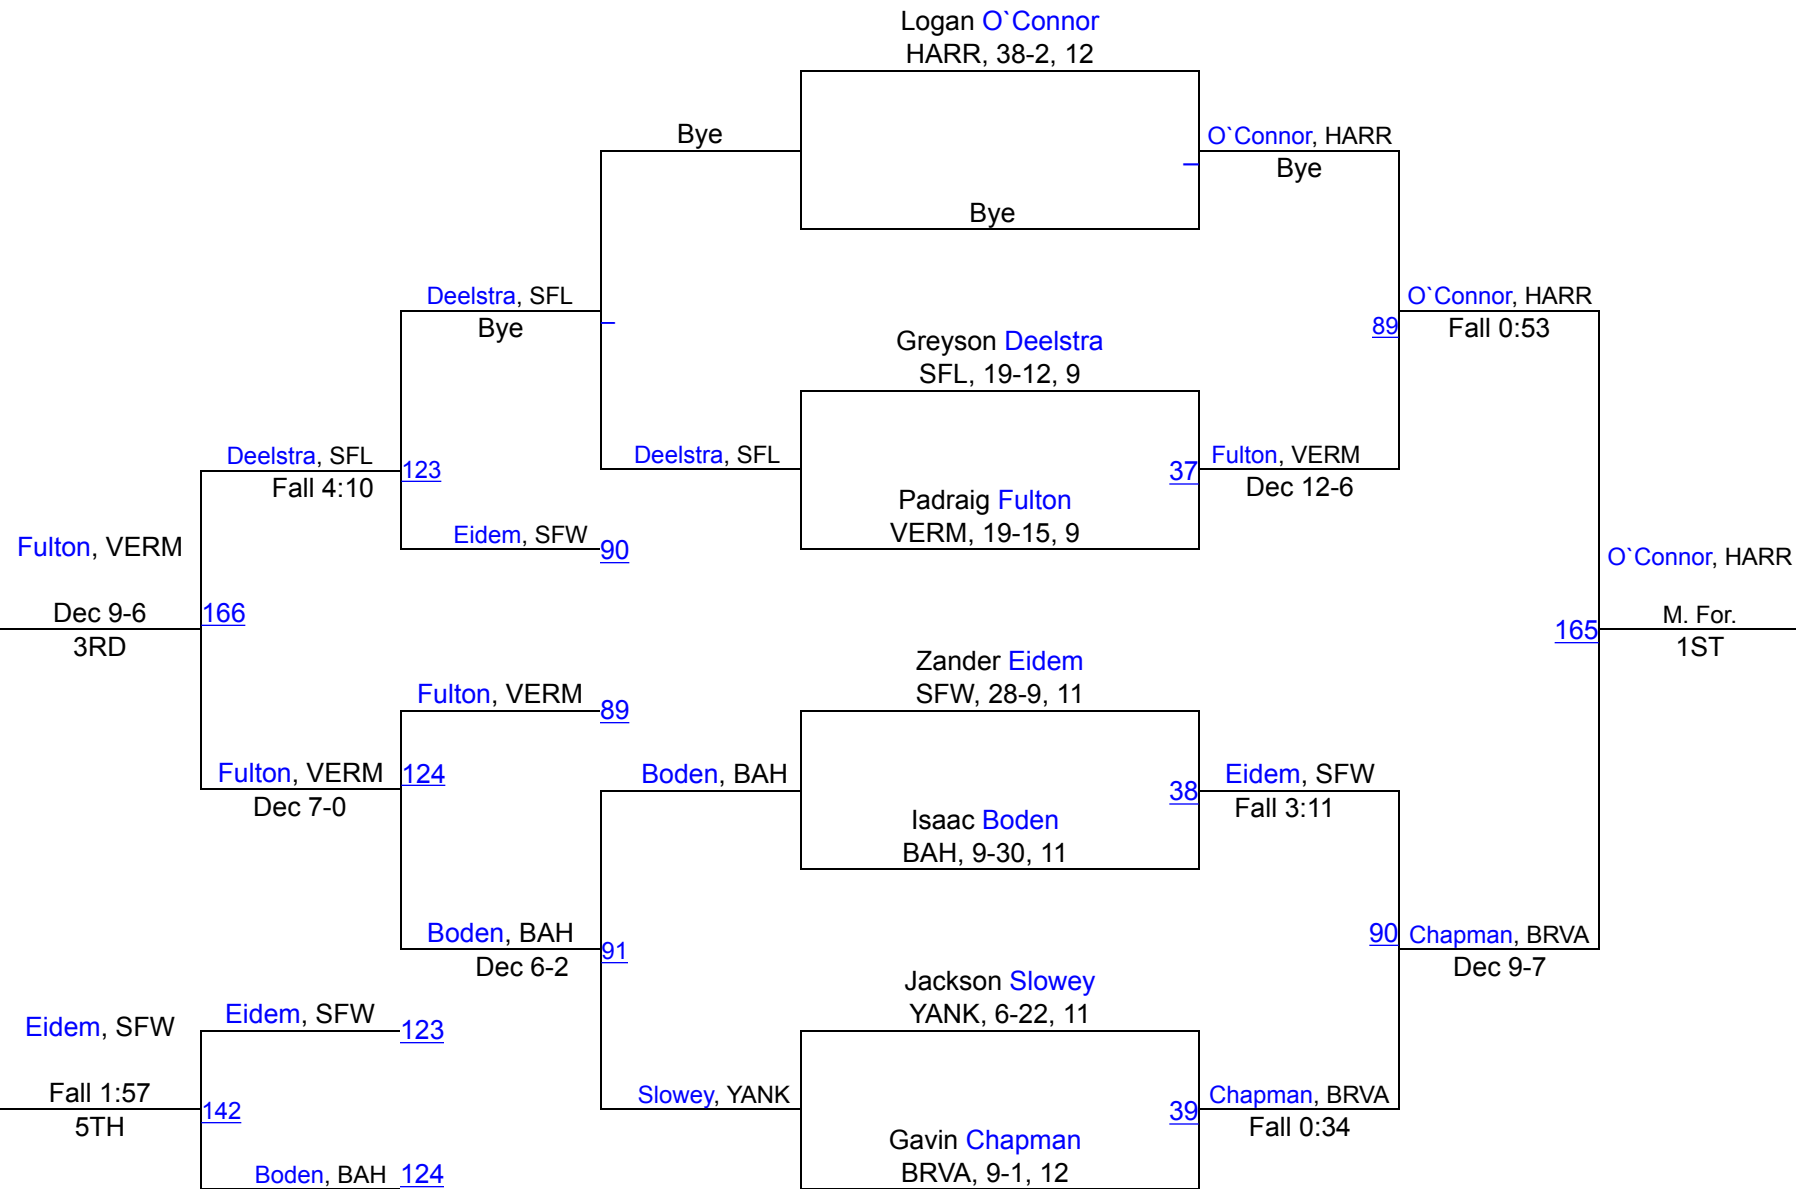 Logan O`Connor
HARR, 38-2, 12
Bye
O`Connor, HARR
Bye
Bye
Deelstra, SFL
Bye
O`Connor, HARR
Fall 0:53
89
Greyson Deelstra
SFL, 19-12, 9
Deelstra, SFL
Fall 4:10
123
Deelstra, SFL
37
Fulton, VERM
Dec 12-6
Padraig Fulton
VERM, 19-15, 9
Eidem, SFW
90
Fulton, VERM
Dec 9-6
3RD
166
O`Connor, HARR
M. For.
1ST
165
Zander Eidem
SFW, 28-9, 11
Fulton, VERM
89
Fulton, VERM
Dec 7-0
124
Boden, BAH
38
Eidem, SFW
Fall 3:11
Isaac Boden
BAH, 9-30, 11
Boden, BAH
Dec 6-2
91
90
Chapman, BRVA
Dec 9-7
Jackson Slowey
YANK, 6-22, 11
Eidem, SFW
Fall 1:57
5TH
Eidem, SFW
123
142
Slowey, YANK
39
Chapman, BRVA
Fall 0:34
Gavin Chapman
BRVA, 9-1, 12
Boden, BAH
124